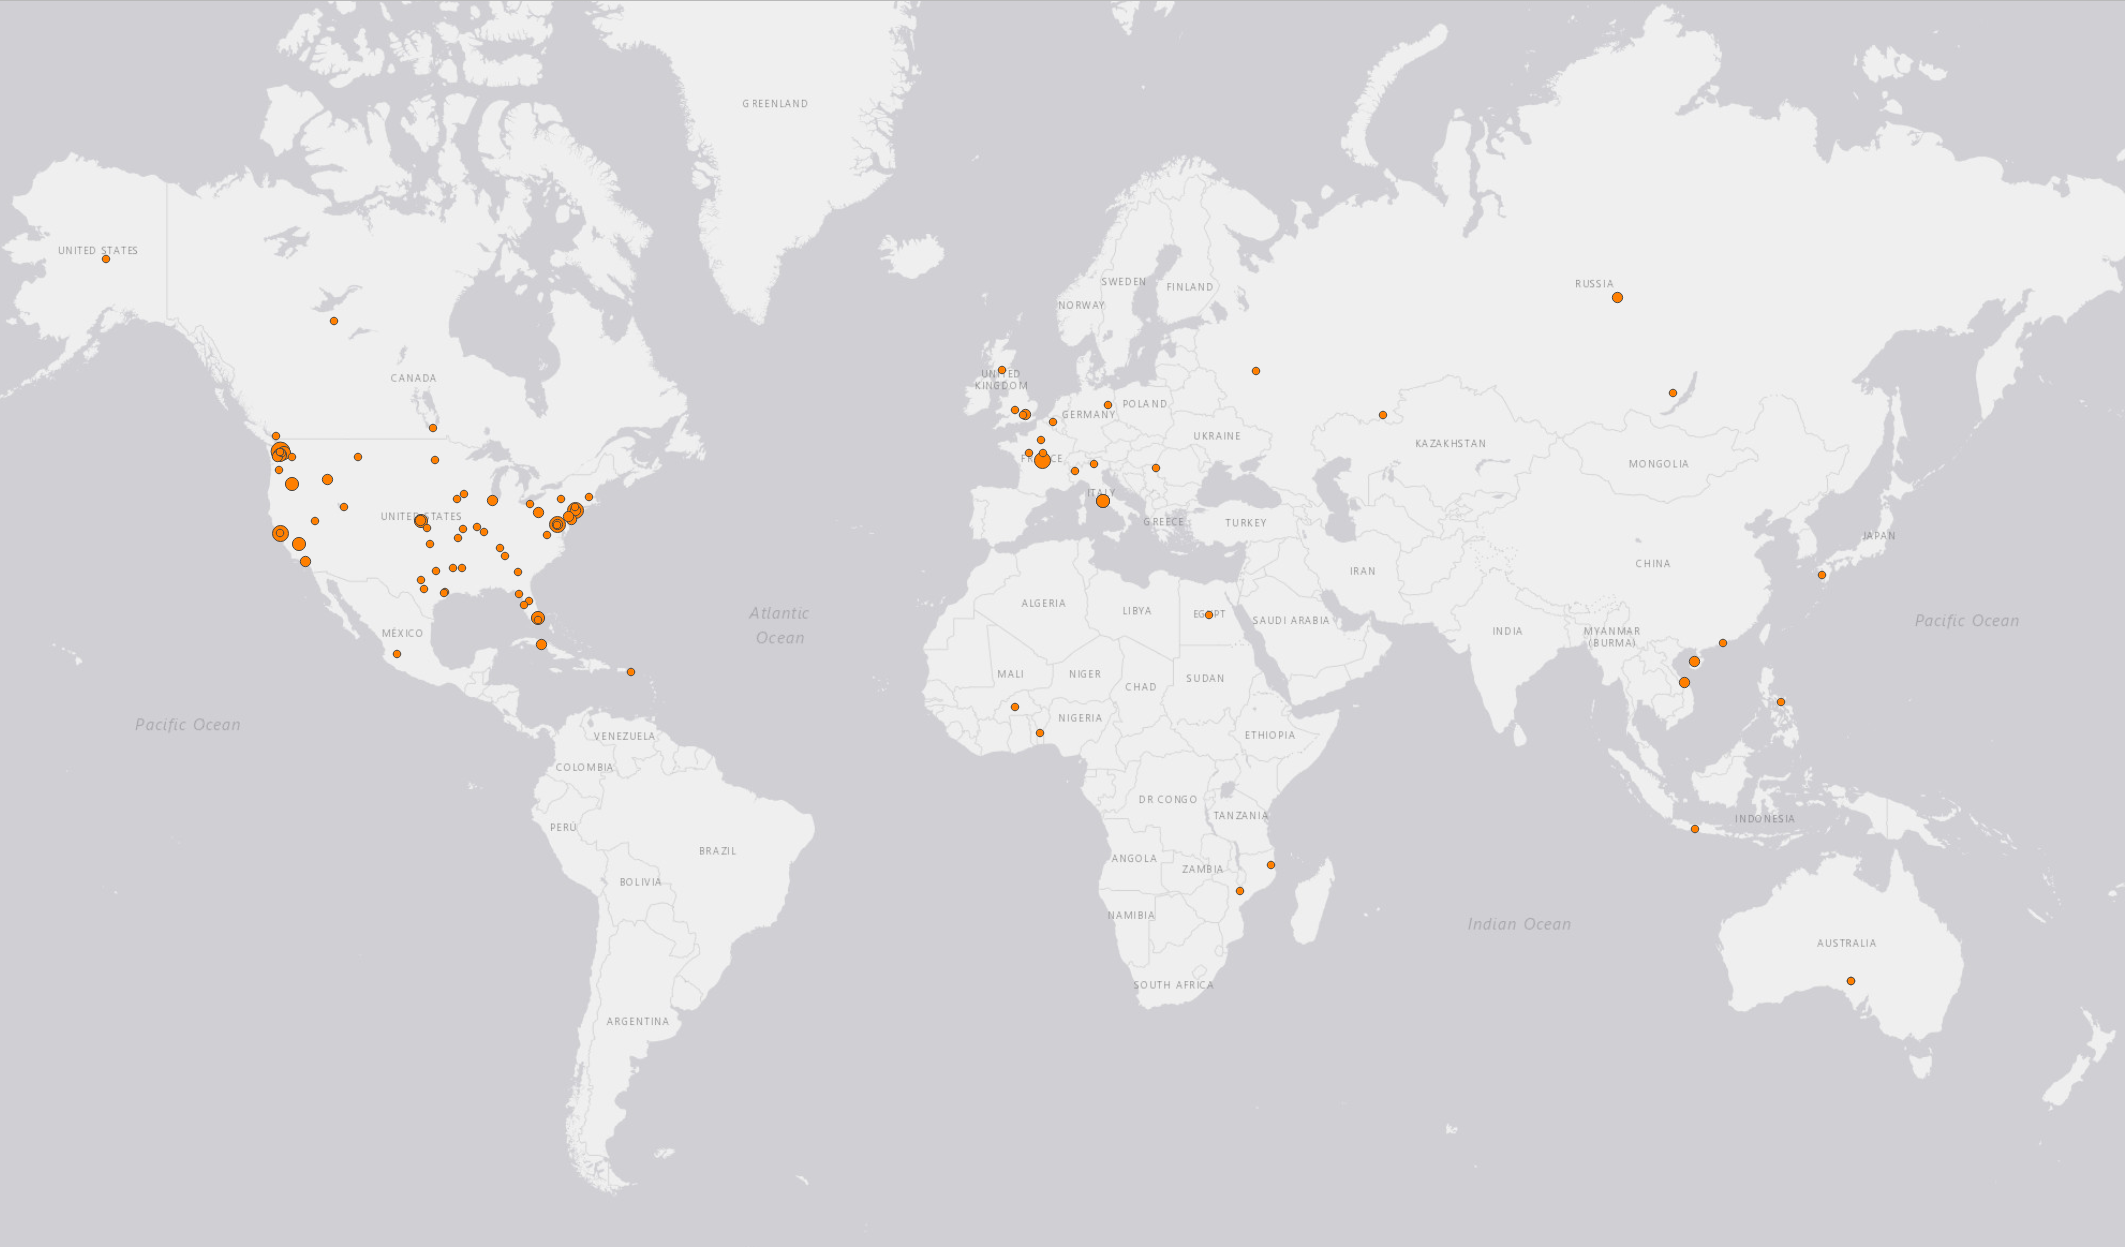 GREENLAND
UNITED STATES
SWEDEN
FINLAND
NORWAY
RUSSIA
CANADA
UNITED
KINGDOM
GERMANY
POLAND
UKRAINE
KAZAKHSTAN
FRANCE
MONGOLIA
ITALY
UNITED STATES
GREECE
TURKEY
JAPAN
IRAN
CHINA
ALGERIA
LIBYA
EGYPT
SAUDI ARABIA
Atlantic
Ocean
Pacific Ocean
MÉXICO
INDIA
MYANMAR
(BURMA)
MALI
NIGER
CHAD
SUDAN
Pacific Ocean
NIGERIA
ETHIOPIA
VENEZUELA
COLOMBIA
DR CONGO
TANZANIA
INDONESIA
PERÚ
BRAZIL
ANGOLA
ZAMBIA
BOLIVIA
NAMIBIA
Indian Ocean
AUSTRALIA
SOUTH AFRICA
ARGENTINA